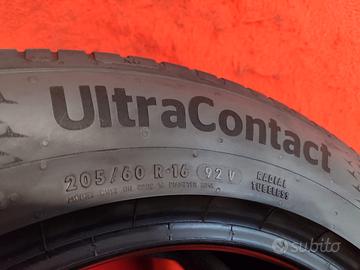 UltraContact
205/60 R 16 92 V
RADIAL
TUBELESS
subito